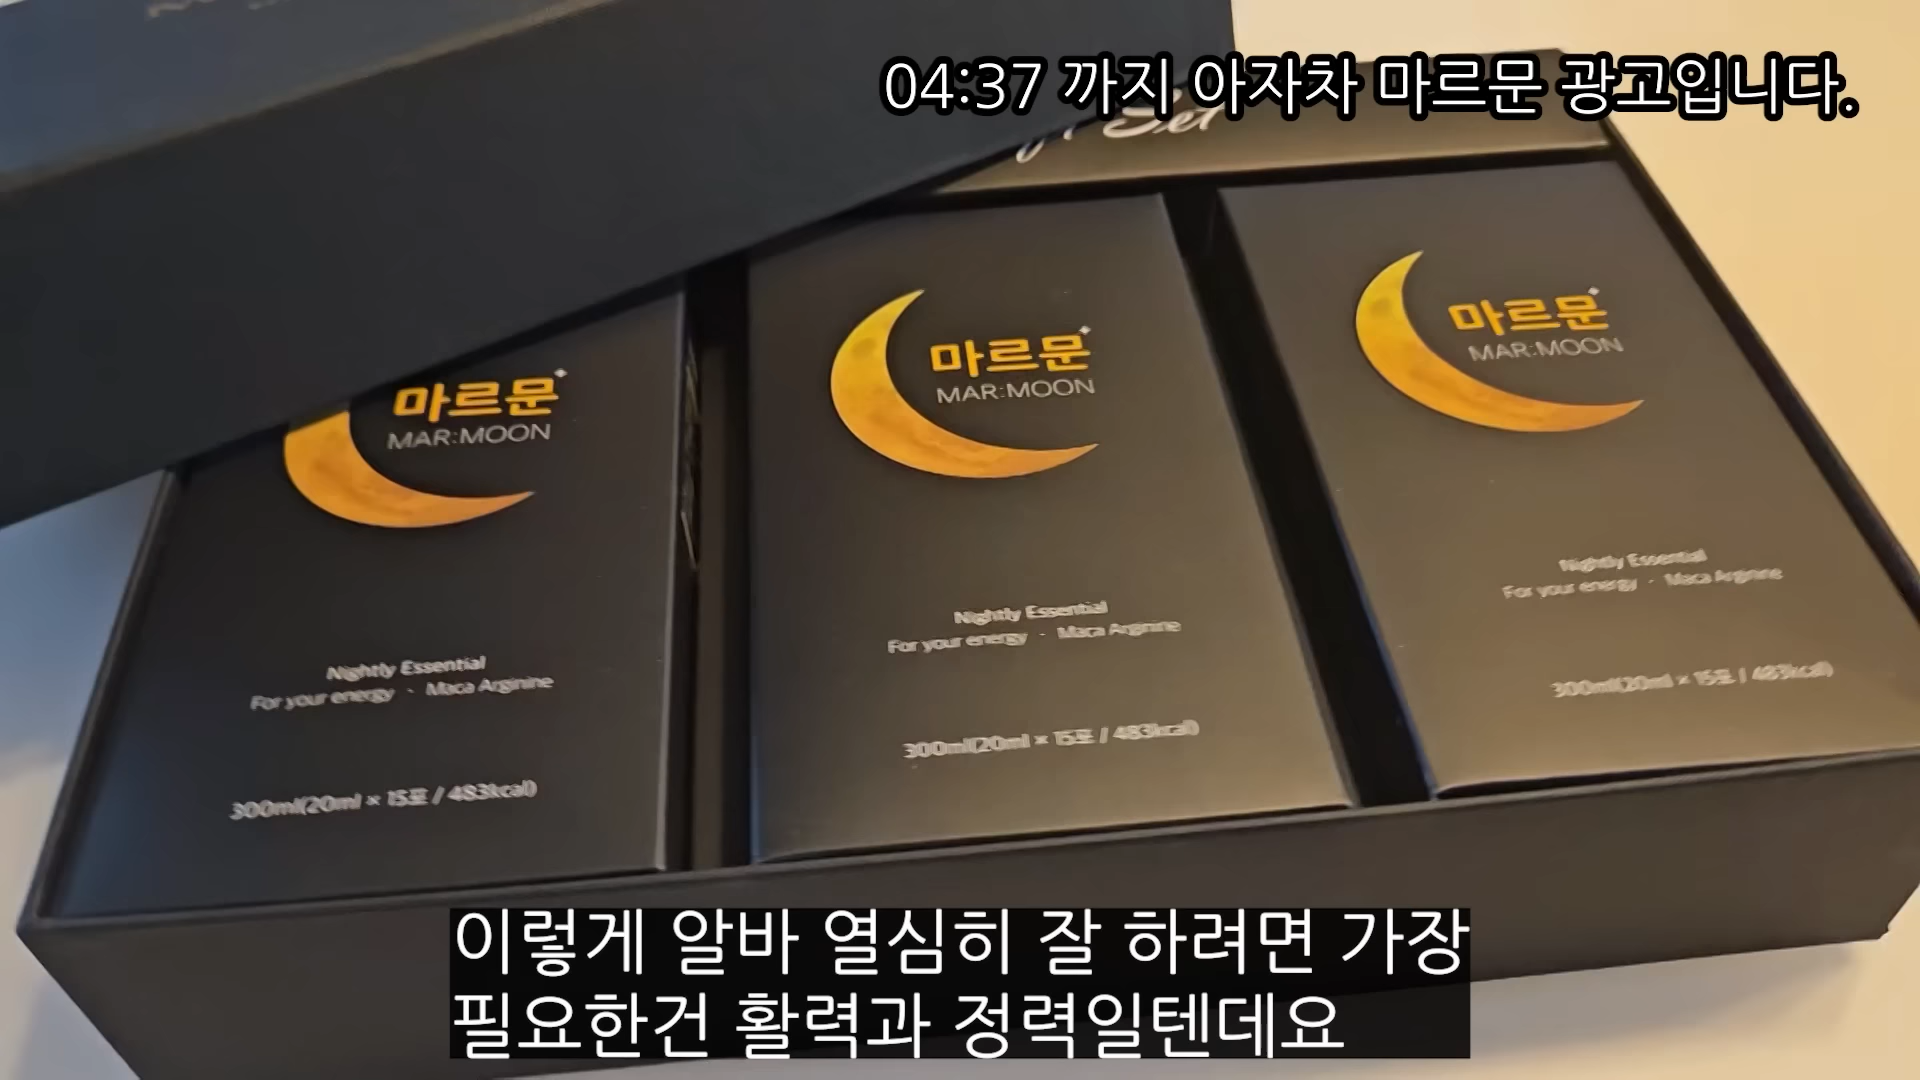 04:37 까지 아자차 마르문 광고입니다.
Set
마르문
MAR:MOON
Nightly Essential
For your energy · Maca Arginine
300ml(20ml × 15포 / 483kcal)
마르문
MAR:MOON
Nightly Essential
For your energy · Maca Arginine
300ml(20ml × 15포 / 483kcal)
마르문
MAR:MOON
Nightly Essential
For your energy · Maca Arginine
300ml(20ml × 15포 / 483kcal)
이렇게 알바 열심히 잘 하려면 가장
필요한건 활력과 정력일텐데요